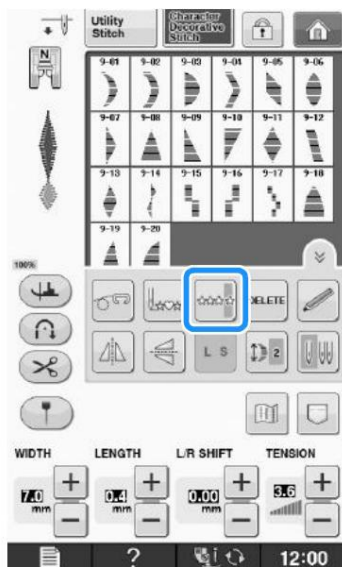 Utility
Stitch
Character
Decorative
Stitch
N
9-01 9-02 9-03 9-04 9-05 9-06
9-07 9-08 9-09 9-10 9-11 9-12
9-13 9-14 9-15 9-16 9-17 9-18
9-19 9-20
100%
DELETE
L S
2
WIDTH LENGTH L/R SHIFT TENSION
7.0 mm + −
0.4 mm + −
0.00 mm + −
3.6 + −
? 12:00